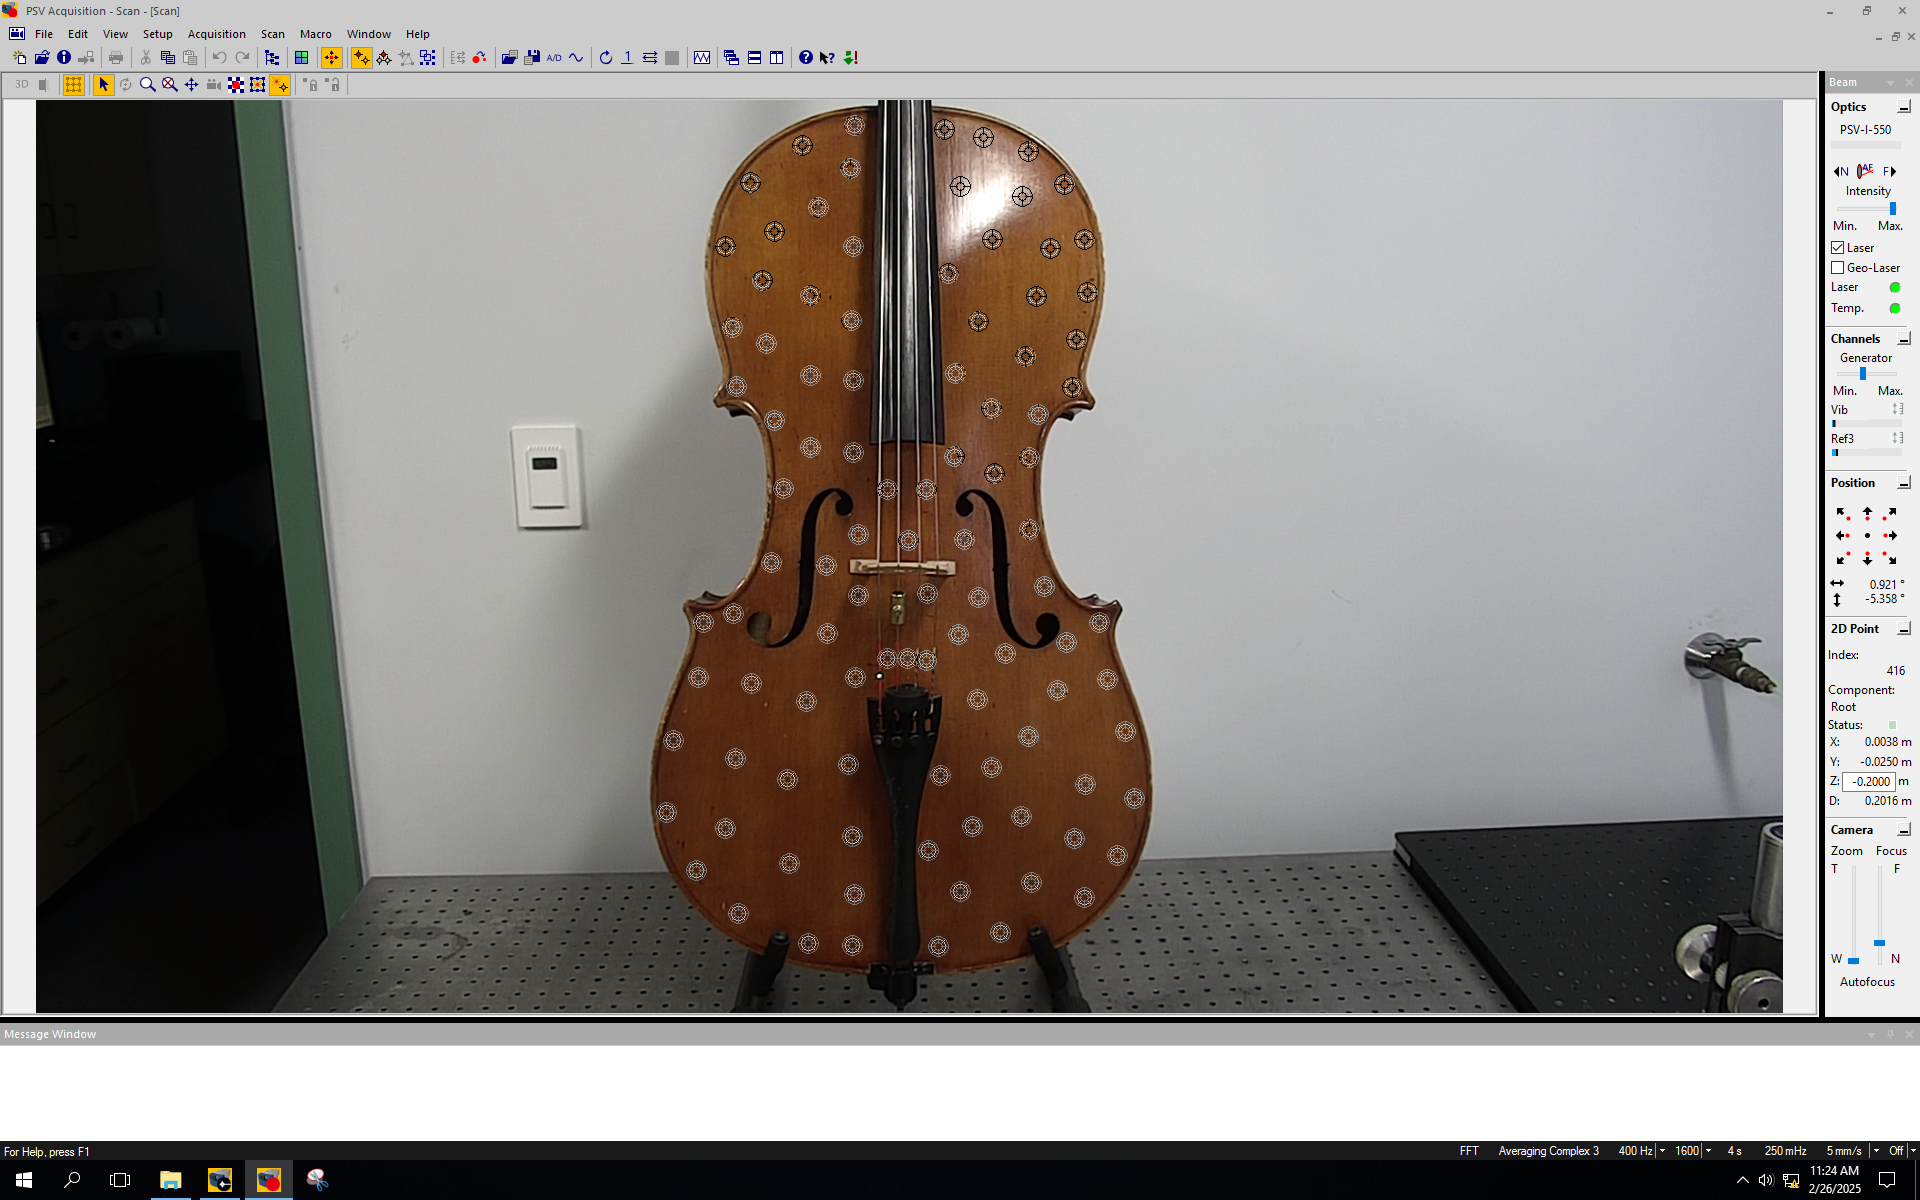 PSV Acquisition - Scan - [Scan]
File Edit View Setup Acquisition Scan Macro Window Help
A/D
3D
Beam
Optics
PSV-I-550
N AF F
Intensity
Min. Max.
Laser
Geo-Laser
Laser
Temp.
Channels
Generator
Min. Max.
Vib
Ref3
Position
0.921 °
-5.358 °
2D Point
Index:
416
Component:
Root
Status:
X: 0.0038 m
Y: -0.0250 m
Z: -0.2000 m
D: 0.2016 m
Camera
Zoom Focus
T F
W N
Autofocus
Message Window
For Help, press F1
FFT Averaging Complex 3 400 Hz 1600 4 s 250 mHz 5 mm/s Off
11:24 AM
2/26/2025